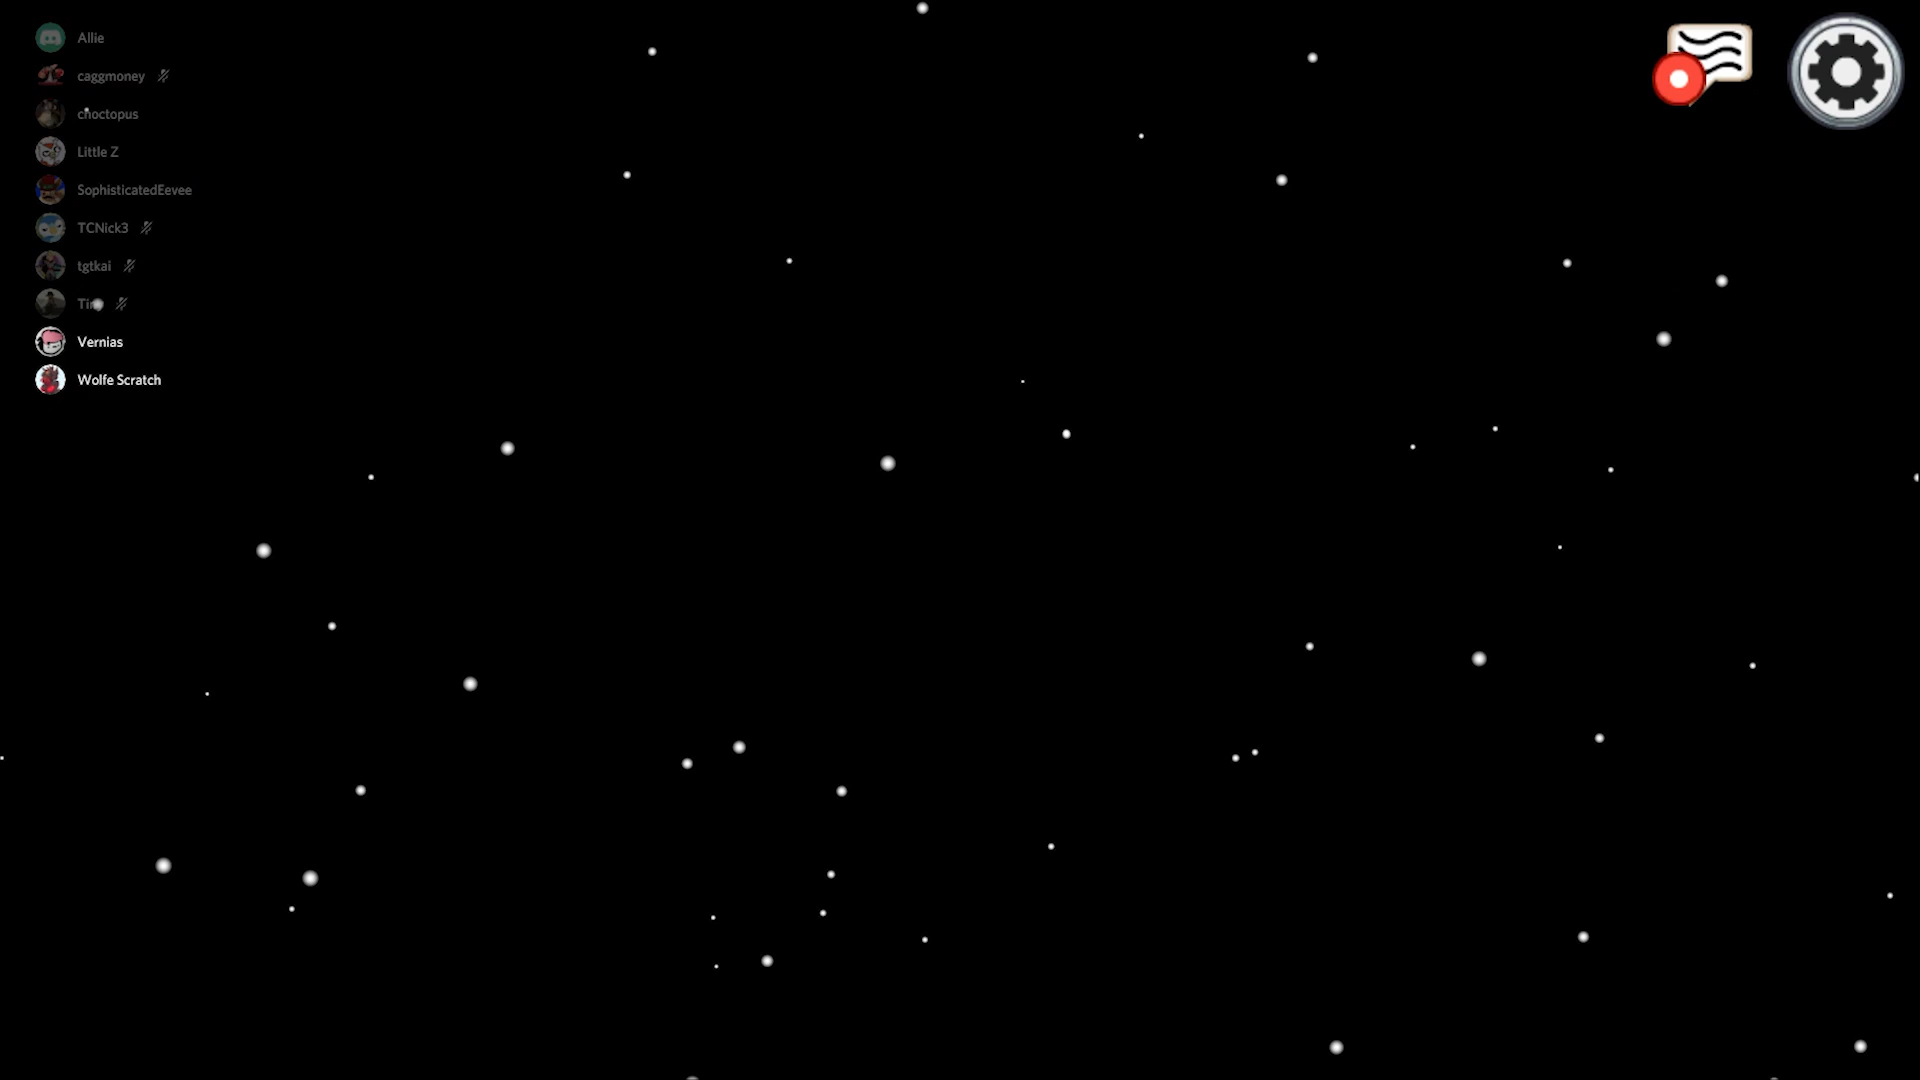 Allie
caggmoney
choctopus
Little Z
SophisticatedEevee
TCNick3
tgtkai
Vernias
Wolfe Scratch